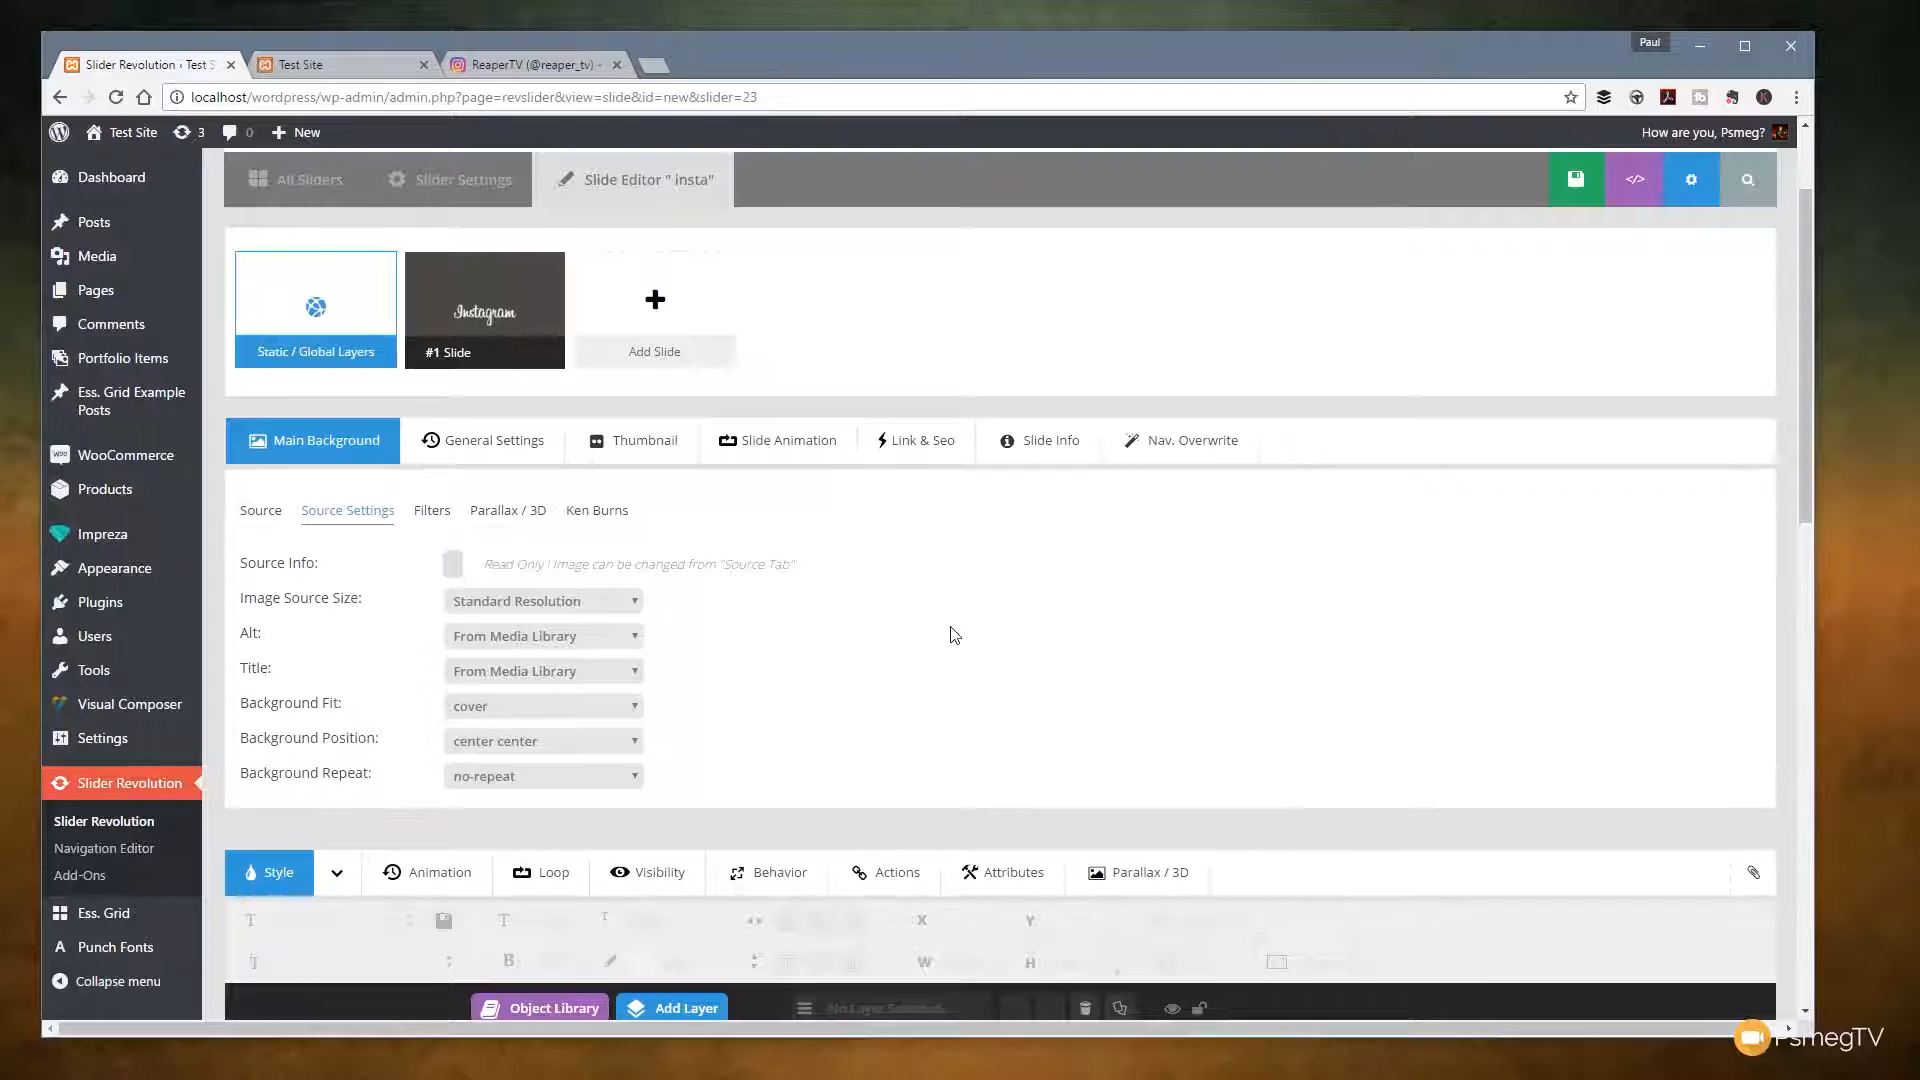 Paul
Slider Revolution ‹ Test S
Test Site
ReaperTV (@reaper_tv) •
localhost/wordpress/wp-admin/admin.php?page=revslider&view=slide&id=new&slider=23
Test Site
3
0
New
How are you, Psmeg?
Dashboard
Posts
Media
Pages
Comments
Portfolio Items
Ess. Grid Example
Posts
WooCommerce
Products
Impreza
Appearance
Plugins
Users
Tools
Visual Composer
Settings
Slider Revolution
Slider Revolution
Navigation Editor
Add-Ons
Ess. Grid
Punch Fonts
Collapse menu
All Sliders
Slider Settings
Slide Editor " insta"
Static / Global Layers
Instagram
#1 Slide
Add Slide
Main Background
General Settings
Thumbnail
Slide Animation
Link & Seo
Slide Info
Nav. Overwrite
Source
Source Settings
Filters
Parallax / 3D
Ken Burns
Source Info:
Read Only ! Image can be changed from "Source Tab"
Image Source Size:
Standard Resolution
Alt:
From Media Library
Title:
From Media Library
Background Fit:
cover
Background Position:
center center
Background Repeat:
no-repeat
Style
Animation
Loop
Visibility
Behavior
Actions
Attributes
Parallax / 3D
X
Y
B
W
H
Object Library
Add Layer
No Layer Selected
PsmegTV